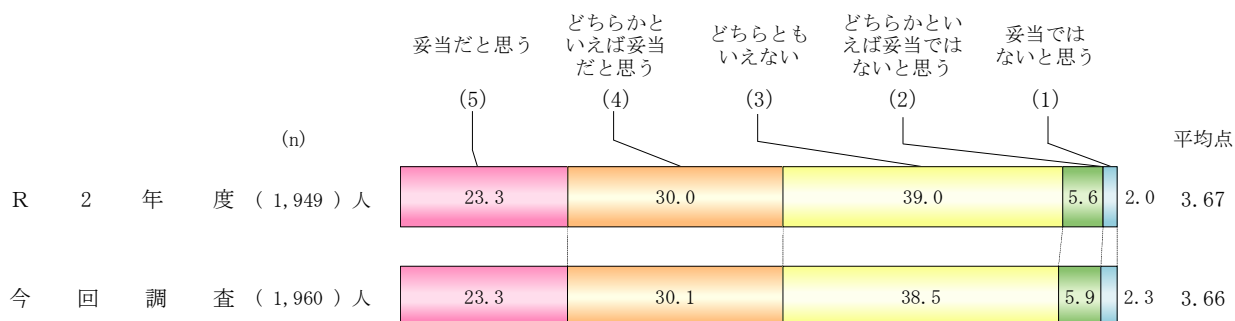 妥当だと思う
どちらかと
いえば妥当
だと思う
どちらとも
いえない
どちらかとい
えば妥当では
ないと思う
妥当では
ないと思う
(5) (4) (3) (2) (1)
(n) 平均点
R 2 年 度 ( 1,949 ) 人 23.3 30.0 39.0 5.6 2.0 3.67
今 回 調 査 ( 1,960 ) 人 23.3 30.1 38.5 5.9 2.3 3.66